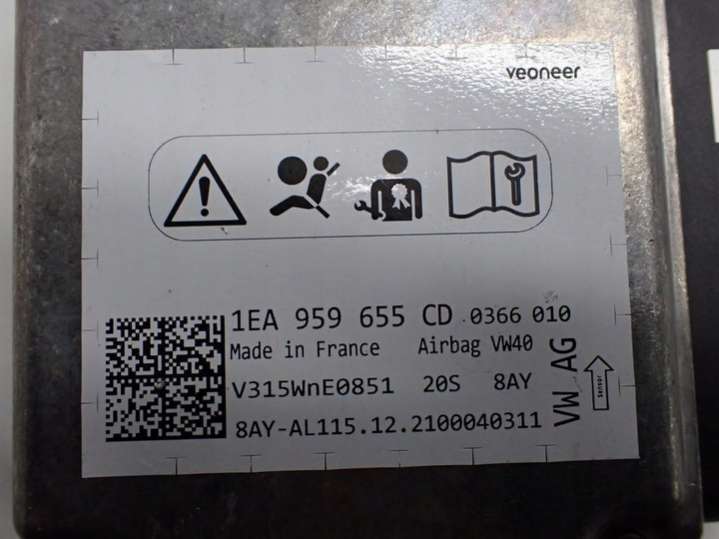 veoneer
1EA 959 655 CD 0366 010
Made in France Airbag VW40
V315WnE0851 20S 8AY
8AY-AL115.12.2100040311
VW AG
Sensor